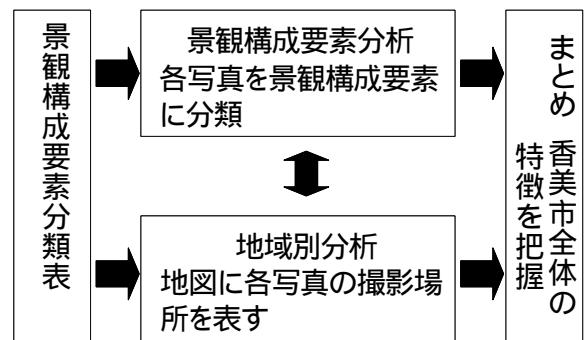 景観構成要素分類表
景観構成要素分析
各写真を景観構成要素
に分類
地域別分析
地図に各写真の撮影場
所を表す
まとめ 香美市全体の
特徴を把握